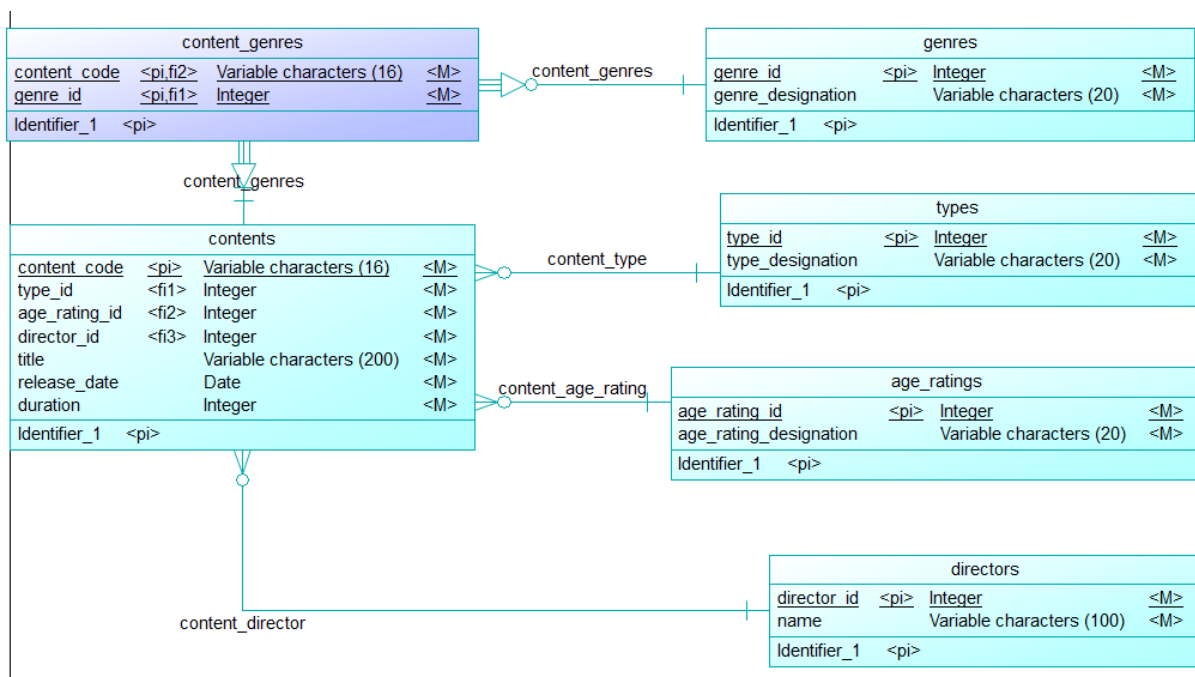 content_genres
content_code <pi,fi2> Variable characters (16) <M>
genre_id <pi,fi1> Integer <M>
Identifier_1 <pi>
content_genres
genres
genre_id <pi> Integer <M>
genre_designation Variable characters (20) <M>
Identifier_1 <pi>
content_genres
contents
content_code <pi> Variable characters (16) <M>
type_id <fi1> Integer <M>
age_rating_id <fi2> Integer <M>
director_id <fi3> Integer <M>
title Variable characters (200) <M>
release_date Date <M>
duration Integer <M>
Identifier_1 <pi>
content_type
types
type_id <pi> Integer <M>
type_designation Variable characters (20) <M>
Identifier_1 <pi>
content_age_rating
age_ratings
age_rating_id <pi> Integer <M>
age_rating_designation Variable characters (20) <M>
Identifier_1 <pi>
content_director
directors
director_id <pi> Integer <M>
name Variable characters (100) <M>
Identifier_1 <pi>